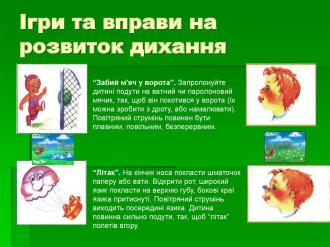 Ігри та вправи на
розвиток дихання
"Забий м'яч у ворота". Запропонуйте
дитині подути на ватний чи паролоновий
мячик, так, щоб він покотився у ворота (їх
можна зробити з дроту, або намалювати).
Повітряний струмінь повинен бути
плавним, повільним, безперервним.
"Літак". На кінчик носа покласти шматочок
паперу або вати. Відкрити рот, широкий
язик покласти на верхню губу, бокові краї
язика притиснуті. Повітряний струмінь
виходить посередині язика. Дитина
повинна сильно подути, так, щоб "літак"
полетів вгору.